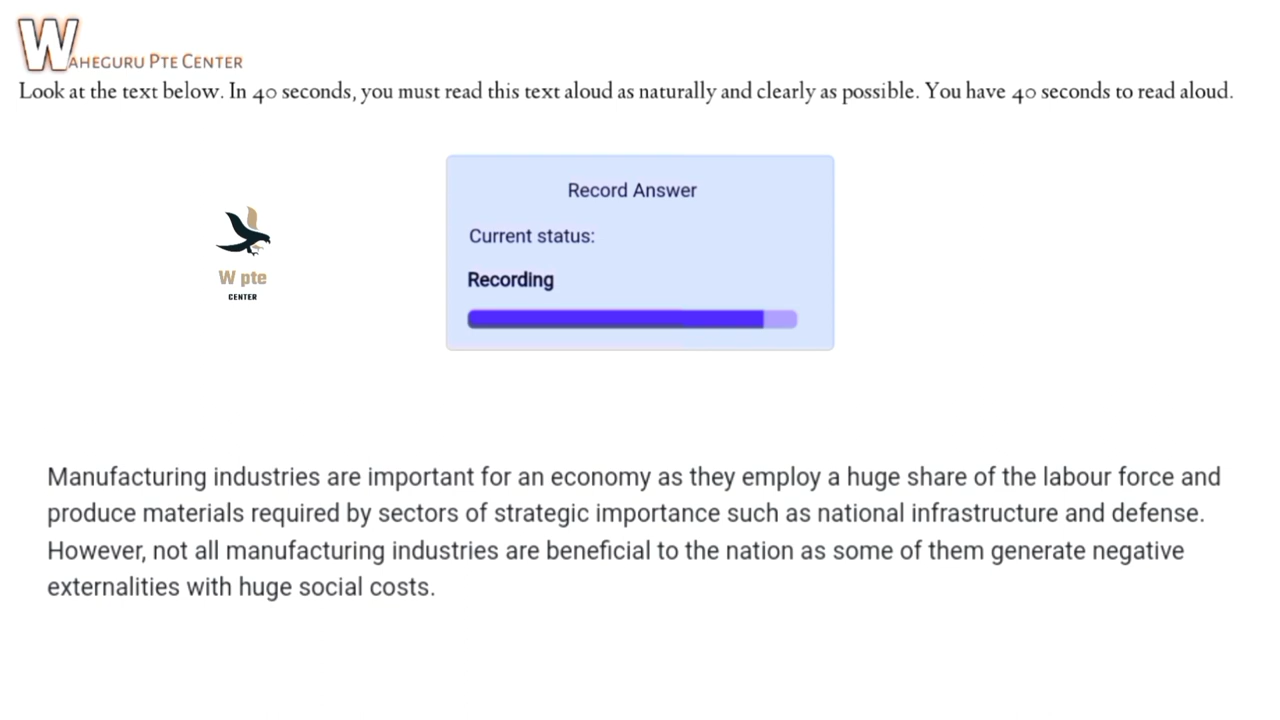 WAHEGURU PTE CENTER
Look at the text below. In 40 seconds, you must read this text aloud as naturally and clearly as possible. You have 40 seconds to read aloud.
Record Answer
Current status:
Recording
W pte
CENTER
Manufacturing industries are important for an economy as they employ a huge share of the labour force and
produce materials required by sectors of strategic importance such as national infrastructure and defense.
However, not all manufacturing industries are beneficial to the nation as some of them generate negative
externalities with huge social costs.